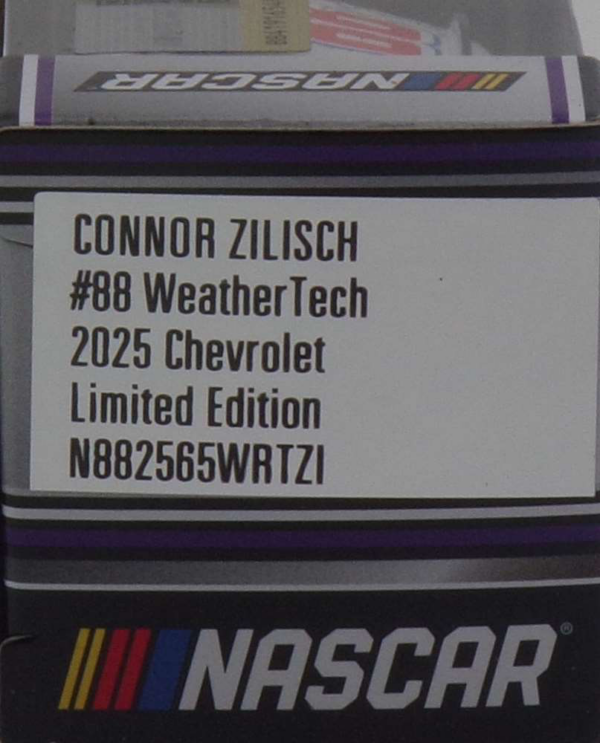 NASCAR
CONNOR ZILISCH
#88 WeatherTech
2025 Chevrolet
Limited Edition
N882565WRTZI
NASCAR®